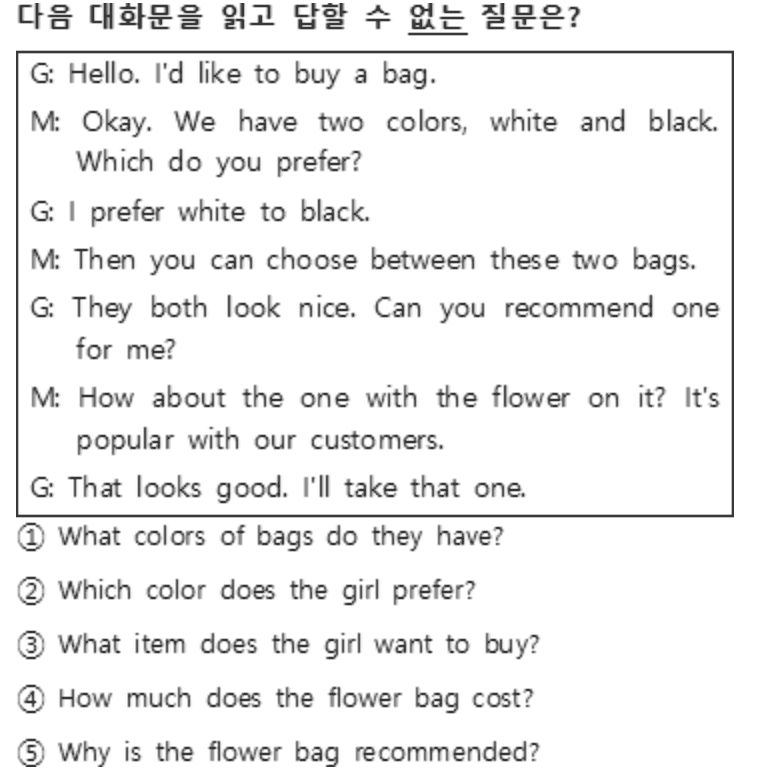 다음 대화문을 읽고 답할 수 없는 질문은?
G: Hello. I'd like to buy a bag.
M: Okay. We have two colors, white and black.
Which do you prefer?
G: I prefer white to black.
M: Then you can choose between these two bags.
G: They both look nice. Can you recommend one
for me?
M: How about the one with the flower on it? It's
popular with our customers.
G: That looks good. I'll take that one.
① What colors of bags do they have?
② Which color does the girl prefer?
③ What item does the girl want to buy?
④ How much does the flower bag cost?
⑤ Why is the flower bag recommended?